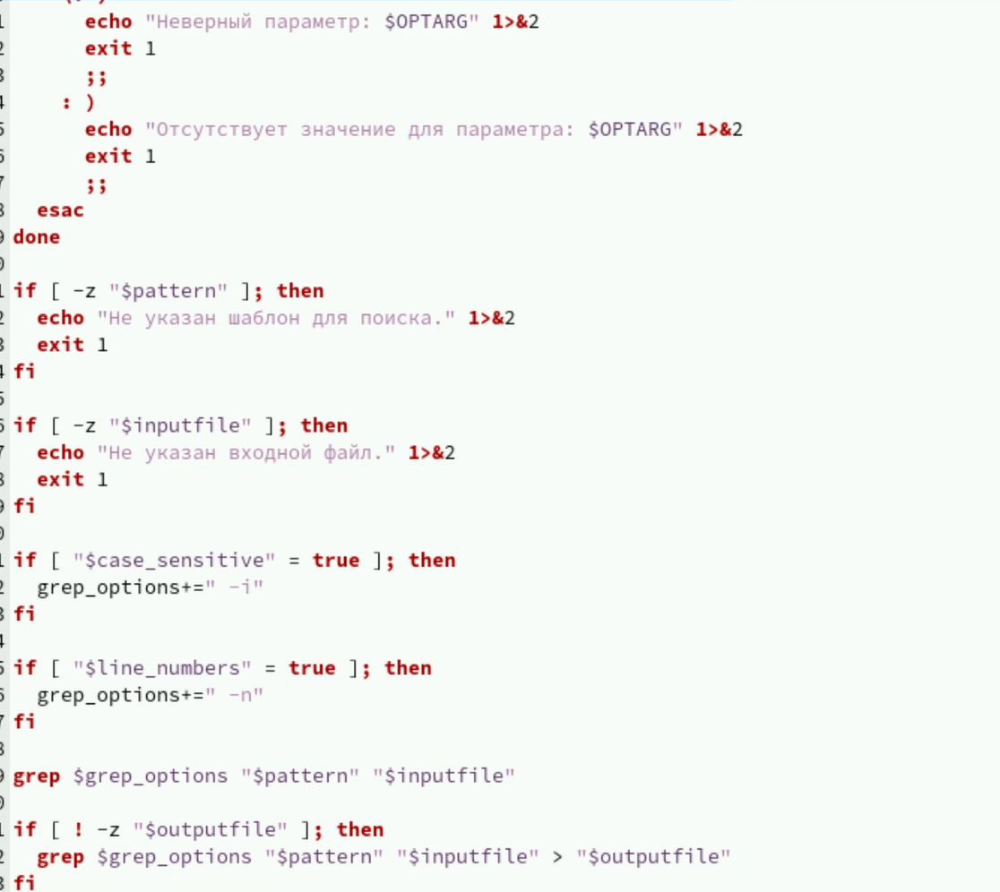 echo "Неверный параметр: $OPTARG" 1>&2
exit 1
;;
: )
echo "Отсутствует значение для параметра: $OPTARG" 1>&2
exit 1
;;
esac
done
if [ -z "$pattern" ]; then
echo "Не указан шаблон для поиска." 1>&2
exit 1
fi
if [ -z "$inputfile" ]; then
echo "Не указан входной файл." 1>&2
exit 1
fi
if [ "$case_sensitive" = true ]; then
grep_options+=" -i"
fi
if [ "$line_numbers" = true ]; then
grep_options+=" -n"
fi
grep $grep_options "$pattern" "$inputfile"
if [ ! -z "$outputfile" ]; then
grep $grep_options "$pattern" "$inputfile" > "$outputfile"
fi